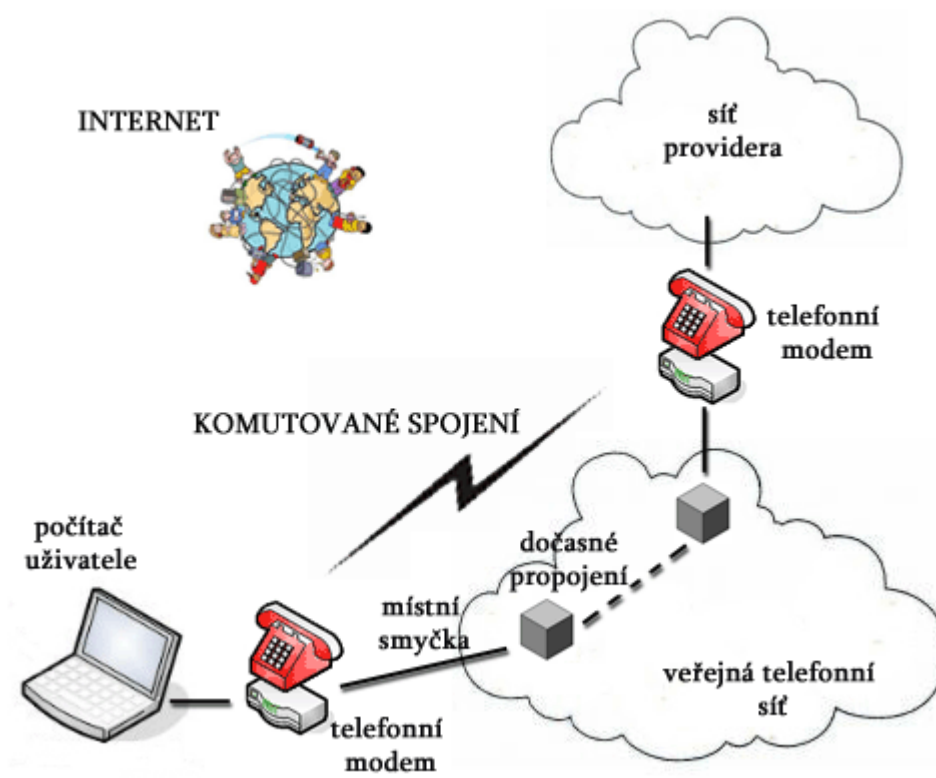 síť
providera
INTERNET
telefonní
modem
KOMUTOVANÉ SPOJENÍ
počítač
uživatele
dočasné
propojení
místní
smyčka
veřejná telefonní
síť
telefonní
modem